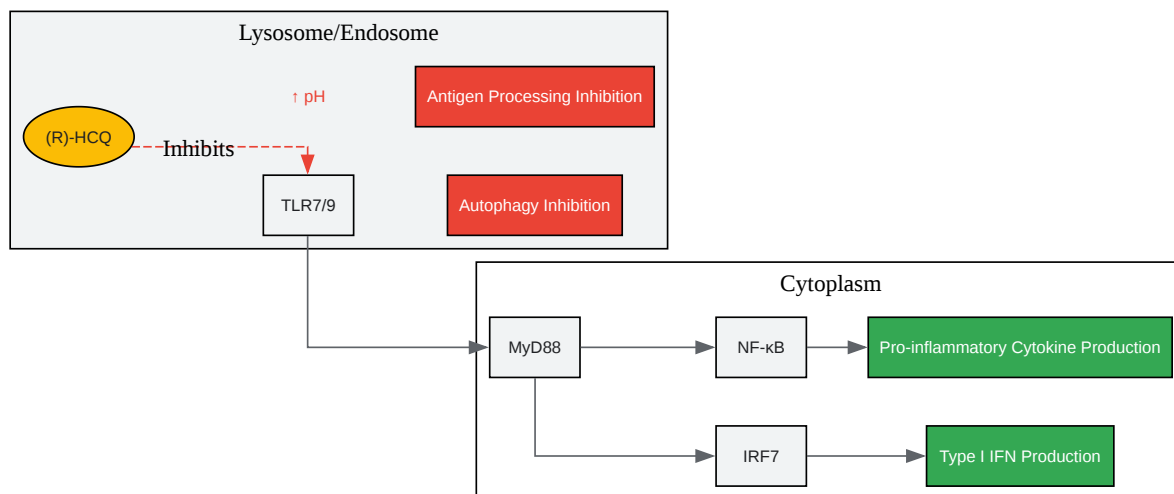 Lysosome/Endosome
↑ pH
Antigen Processing Inhibition
(R)-HCQ
Inhibits
TLR7/9
Autophagy Inhibition
Cytoplasm
MyD88
NF-κB
Pro-inflammatory Cytokine Production
IRF7
Type I IFN Production